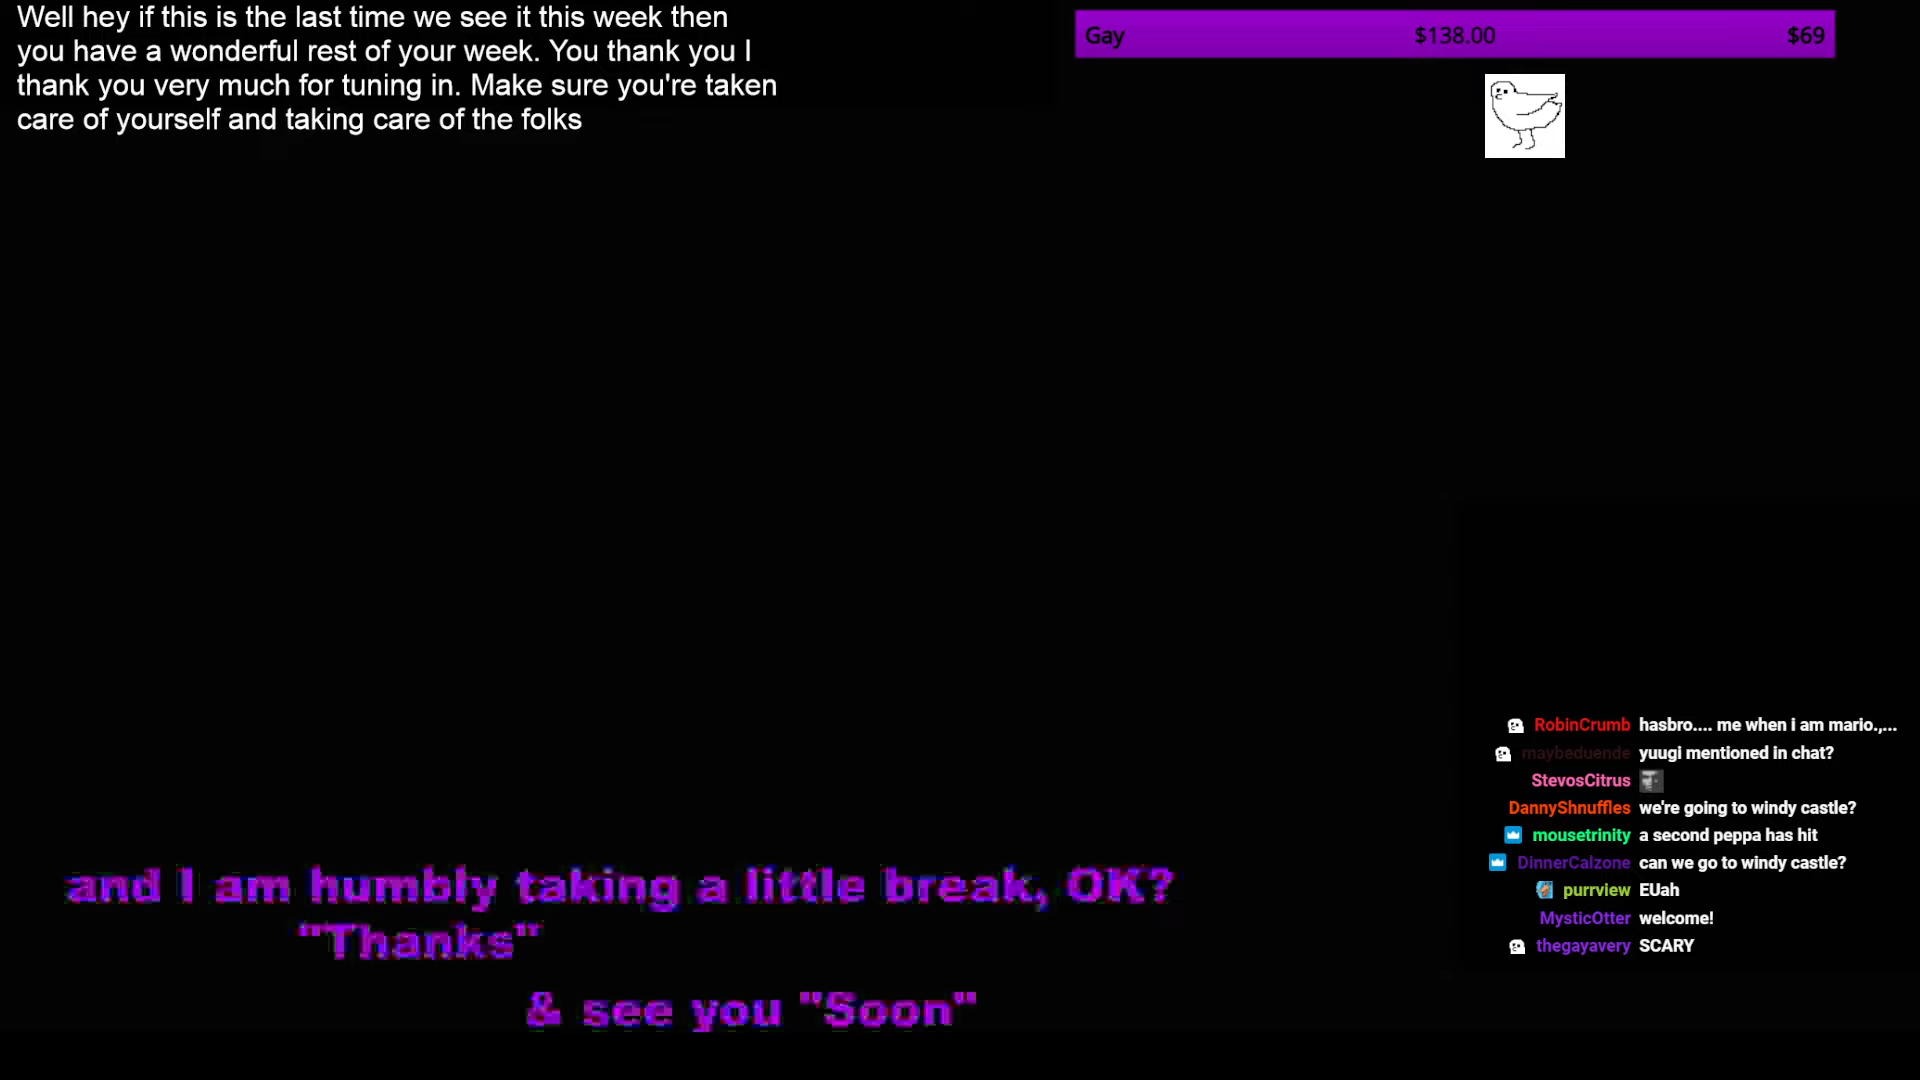 Well hey if this is the last time we see it this week then
you have a wonderful rest of your week. You thank you I
thank you very much for tuning in. Make sure you're taken
care of yourself and taking care of the folks
Gay $138.00 $69
RobinCrumb hasbro.... me when i am mario.,...
maybeduende yuugi mentioned in chat?
StevosCitrus
DannyShnuffles we're going to windy castle?
mousetrinity a second peppa has hit
DinnerCalzone can we go to windy castle?
purrview EUah
MysticOtter welcome!
thegayavery SCARY
and I am humbly taking a little break, OK?
"Thanks"
& see you "Soon"